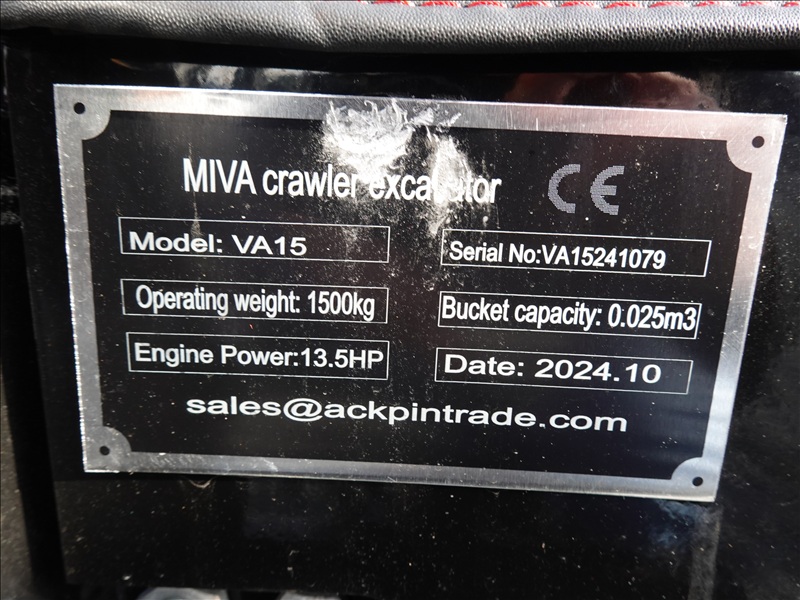 MIVA crawler excavator CE
Model: VA15
Serial No:VA15241079
Operating weight: 1500kg
Bucket capacity: 0.025m3
Engine Power:13.5HP
Date: 2024.10
sales@ackpintrade.com